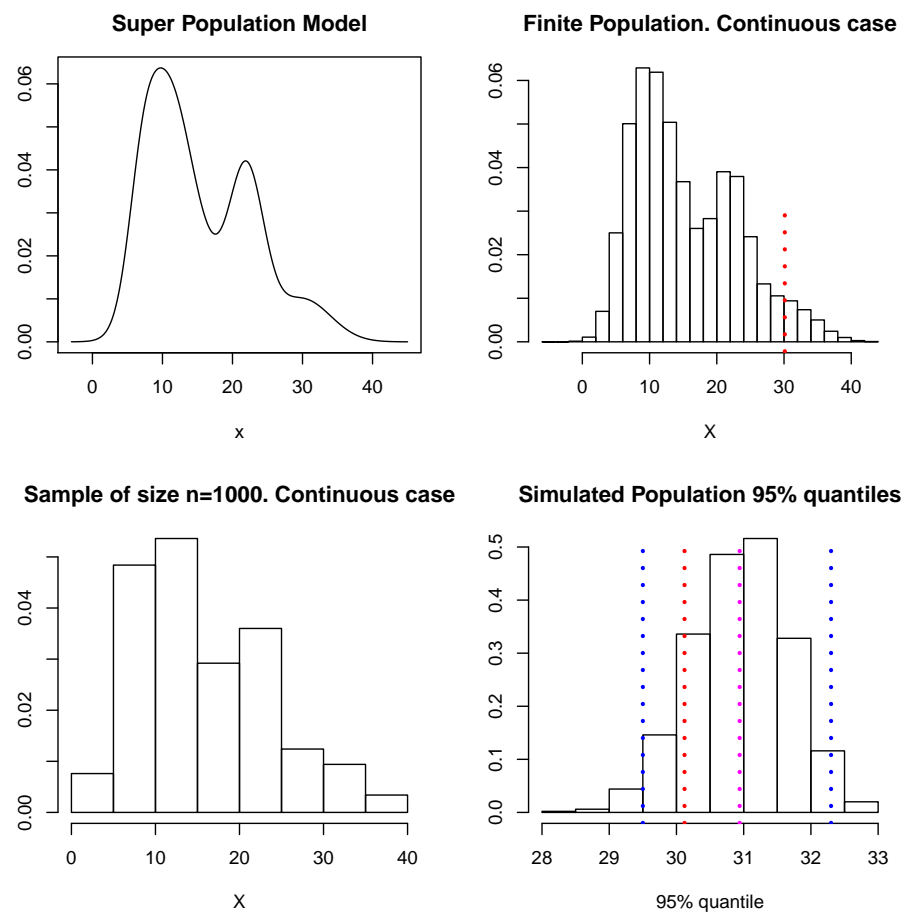 Super Population Model
0.00 0.02 0.04 0.06
0 10 20 30 40
x
Finite Population. Continuous case
0.00 0.02 0.04 0.06
0 10 20 30 40
X
Sample of size n=1000. Continuous case
0.00 0.02 0.04
0 10 20 30 40
X
Simulated Population 95% quantiles
0.0 0.1 0.2 0.3 0.4 0.5
28 29 30 31 32 33
95% quantile